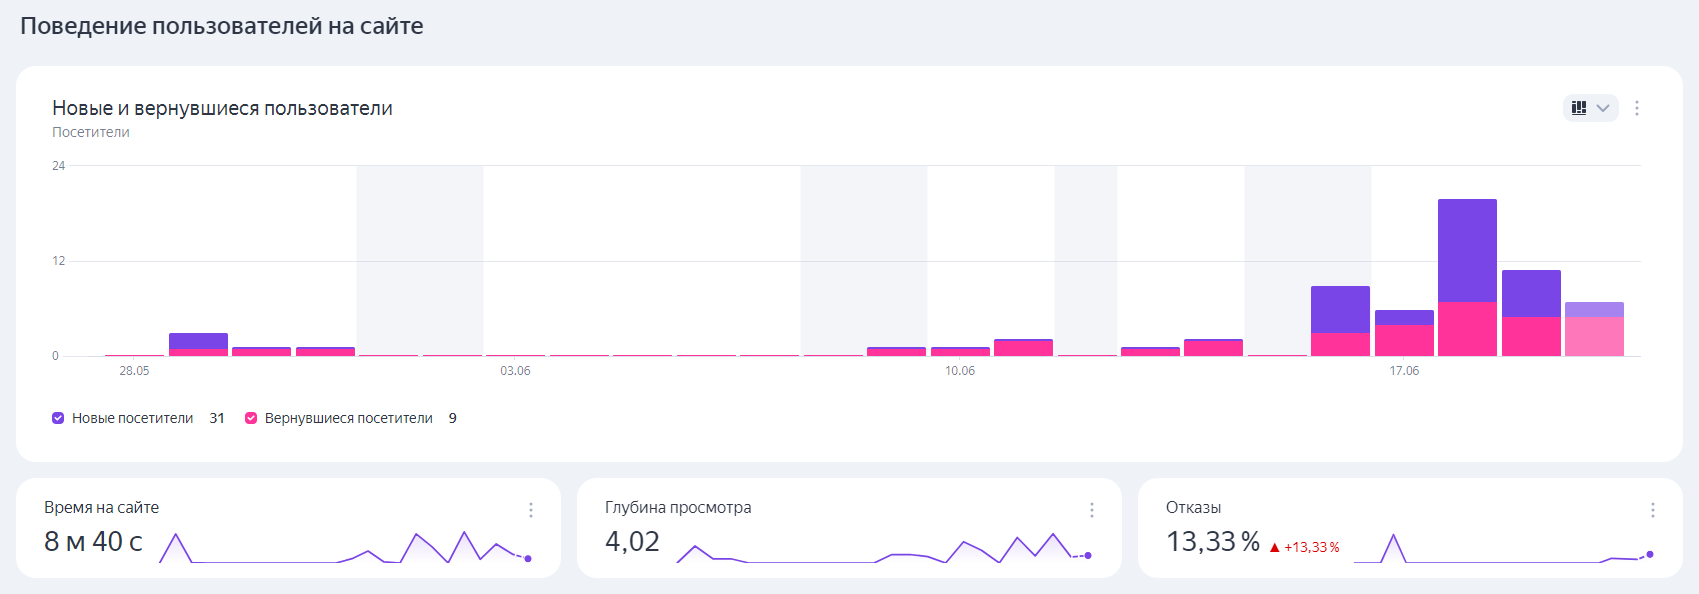 Поведение пользователей на сайте
Новые и вернувшиеся пользователи
Посетители
24
12
0
28.05 03.06 10.06 17.06
Новые посетители 31 Вернувшиеся посетители 9
Время на сайте
8 м 40 с
Глубина просмотра
4,02
Отказы
13,33 % ▲ +13,33 %